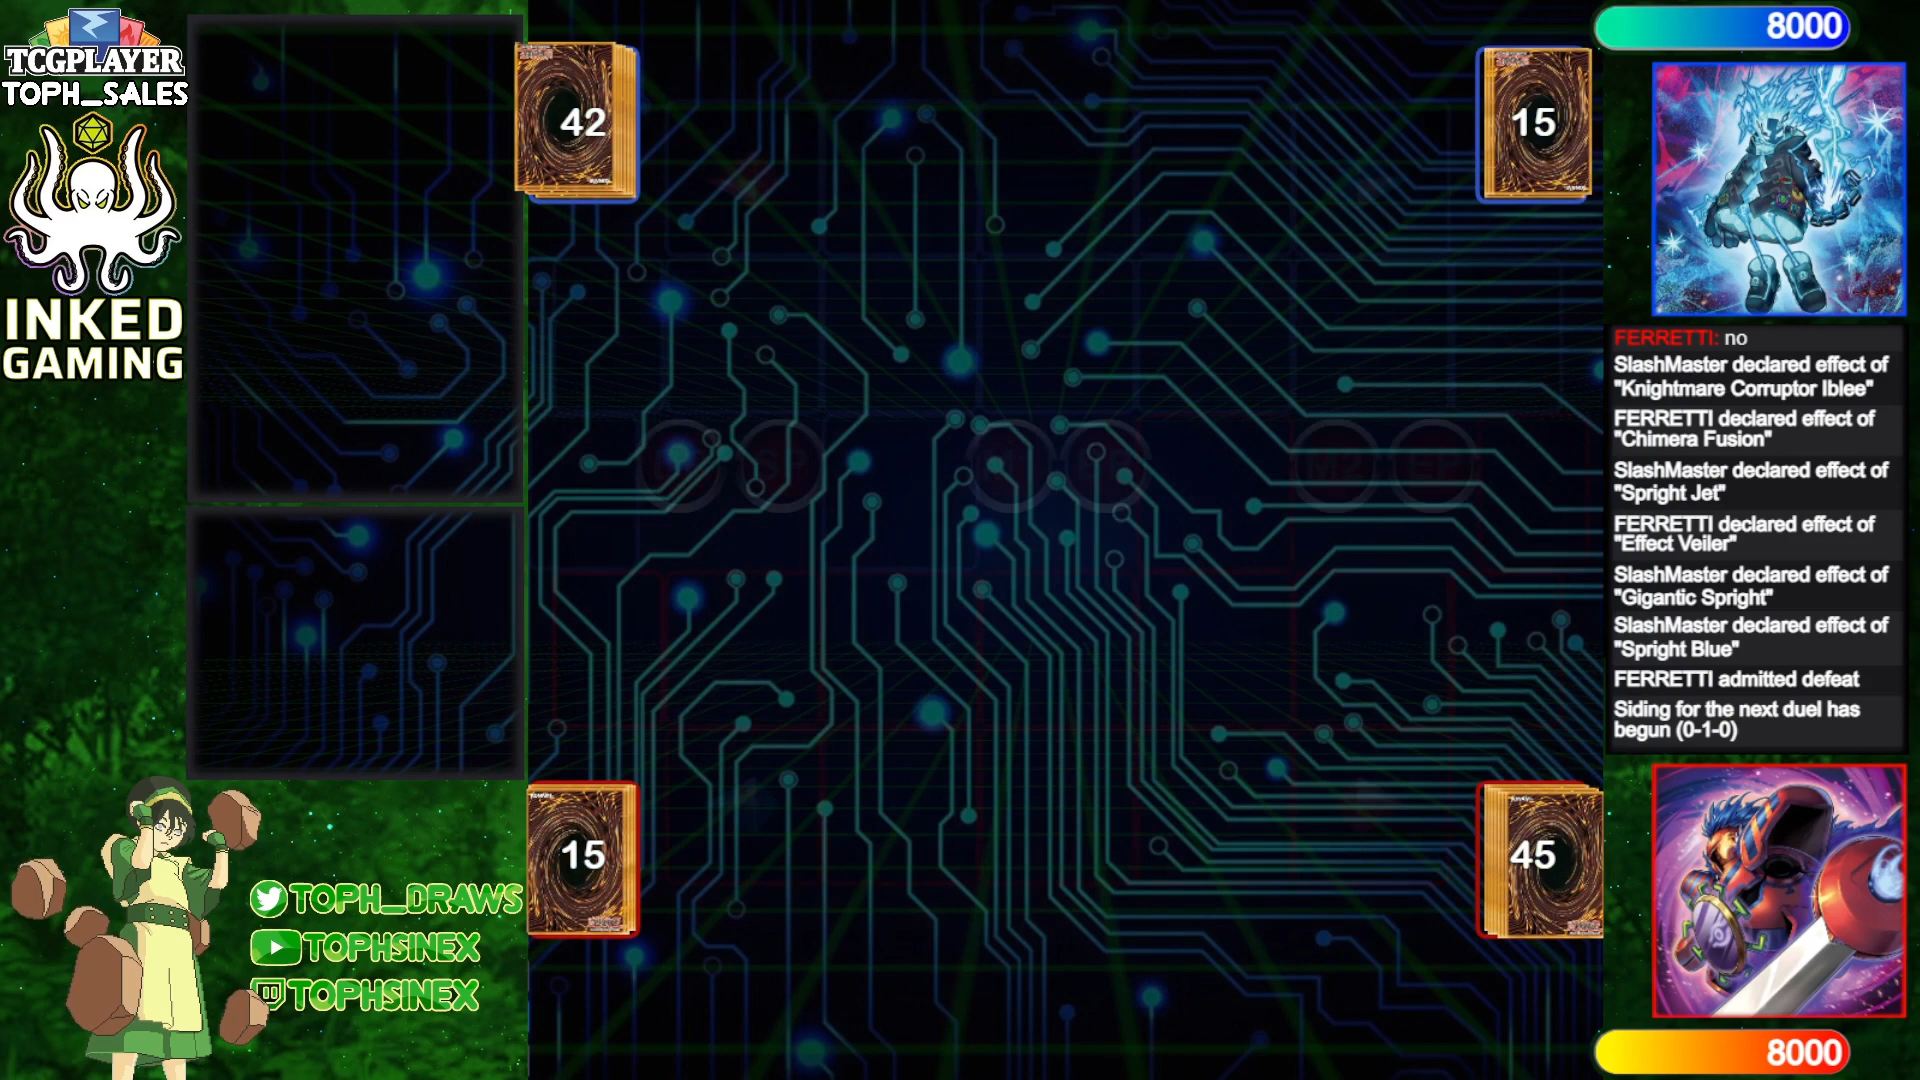 TCGPLAYER
TOPH_SALES
INKED
GAMING
42
15
8000
FERRETTI: no
SlashMaster declared effect of
"Knightmare Corruptor Iblee"
FERRETTI declared effect of
"Chimera Fusion"
SlashMaster declared effect of
"Spright Jet"
FERRETTI declared effect of
"Effect Veiler"
SlashMaster declared effect of
"Gigantic Spright"
SlashMaster declared effect of
"Spright Blue"
FERRETTI admitted defeat
Siding for the next duel has
begun (0-1-0)
M2
EP
15
45
TOPH_DRAWS
TOPHSINEX
TOPHSINEX
8000